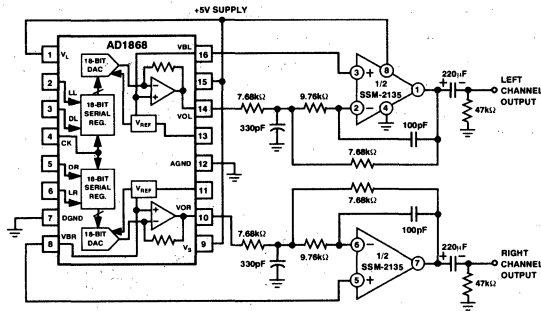 +5V SUPPLY
AD1868
1
VL
2
LL
3
DL
4
CK
5
DR
6
LR
7
DGND
8
VBR
18-BIT
DAC
18-BIT
SERIAL
REG.
18-BIT
SERIAL
REG.
18-BIT
DAC
VREF
VREF
VBL
16
15
VOL
14
13
AGND
12
11
VOR
10
VS
9
7.68kΩ
330pF
9.76kΩ
3
+
2
−
8
1/2
SSM-2135
4
1
100pF
7.68kΩ
220µF
+
47kΩ
LEFT
CHANNEL
OUTPUT
7.68kΩ
7.68kΩ
330pF
9.76kΩ
100pF
6
−
5
+
1/2
SSM-2135
7
220µF
+
47kΩ
RIGHT
CHANNEL
OUTPUT